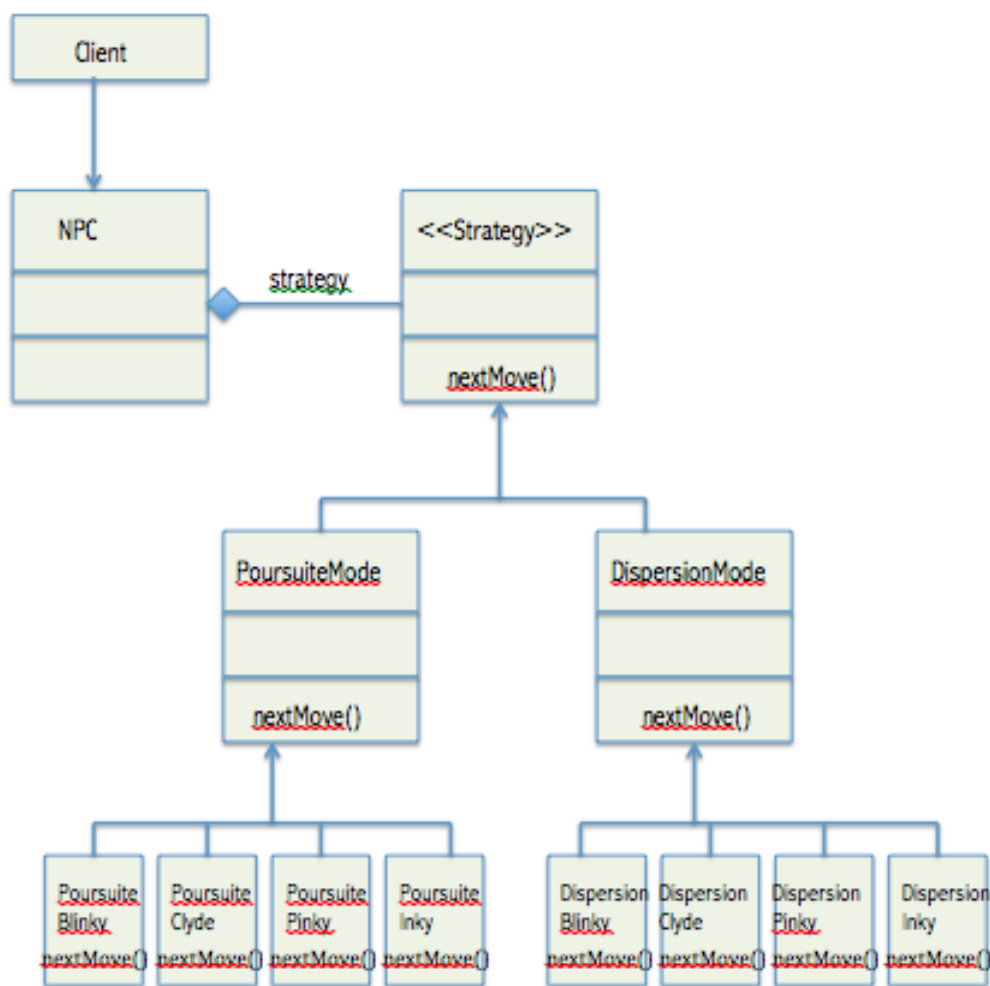 Client
NPC
<<Strategy>>
strategy
nextMove()
PoursuiteMode
DispersionMode
nextMove()
nextMove()
Poursuite
Blinky
nextMove()
Poursuite
Clyde
nextMove()
Poursuite
Pinky
nextMove()
Poursuite
Inky
nextMove()
Dispersion
Blinky
nextMove()
Dispersion
Clyde
nextMove()
Dispersion
Pinky
nextMove()
Dispersion
Inky
nextMove()